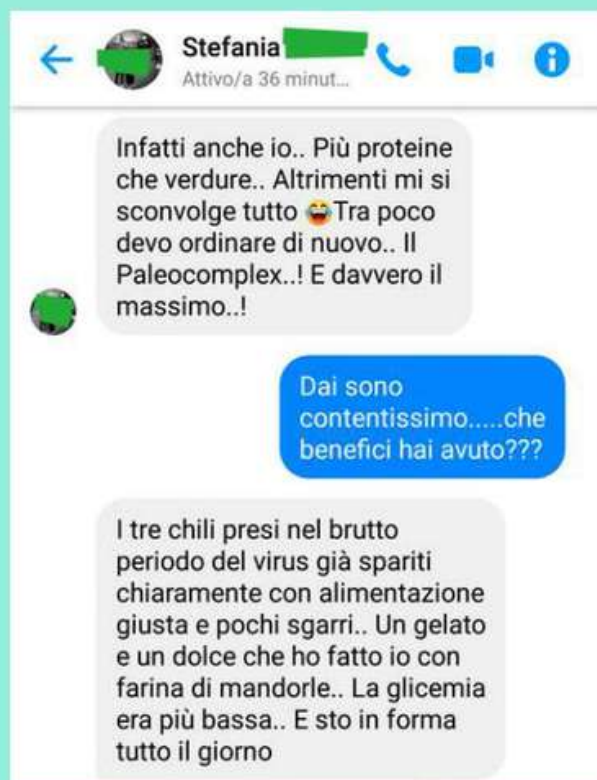 Stefania
Attivo/a 36 minut...
Infatti anche io.. Più proteine
che verdure.. Altrimenti mi si
sconvolge tutto 😂Tra poco
devo ordinare di nuovo.. Il
Paleocomplex..! E davvero il
massimo..!
Dai sono
contentissimo.....che
benefici hai avuto???
I tre chili presi nel brutto
periodo del virus già spariti
chiaramente con alimentazione
giusta e pochi sgarri.. Un gelato
e un dolce che ho fatto io con
farina di mandorle.. La glicemia
era più bassa.. E sto in forma
tutto il giorno